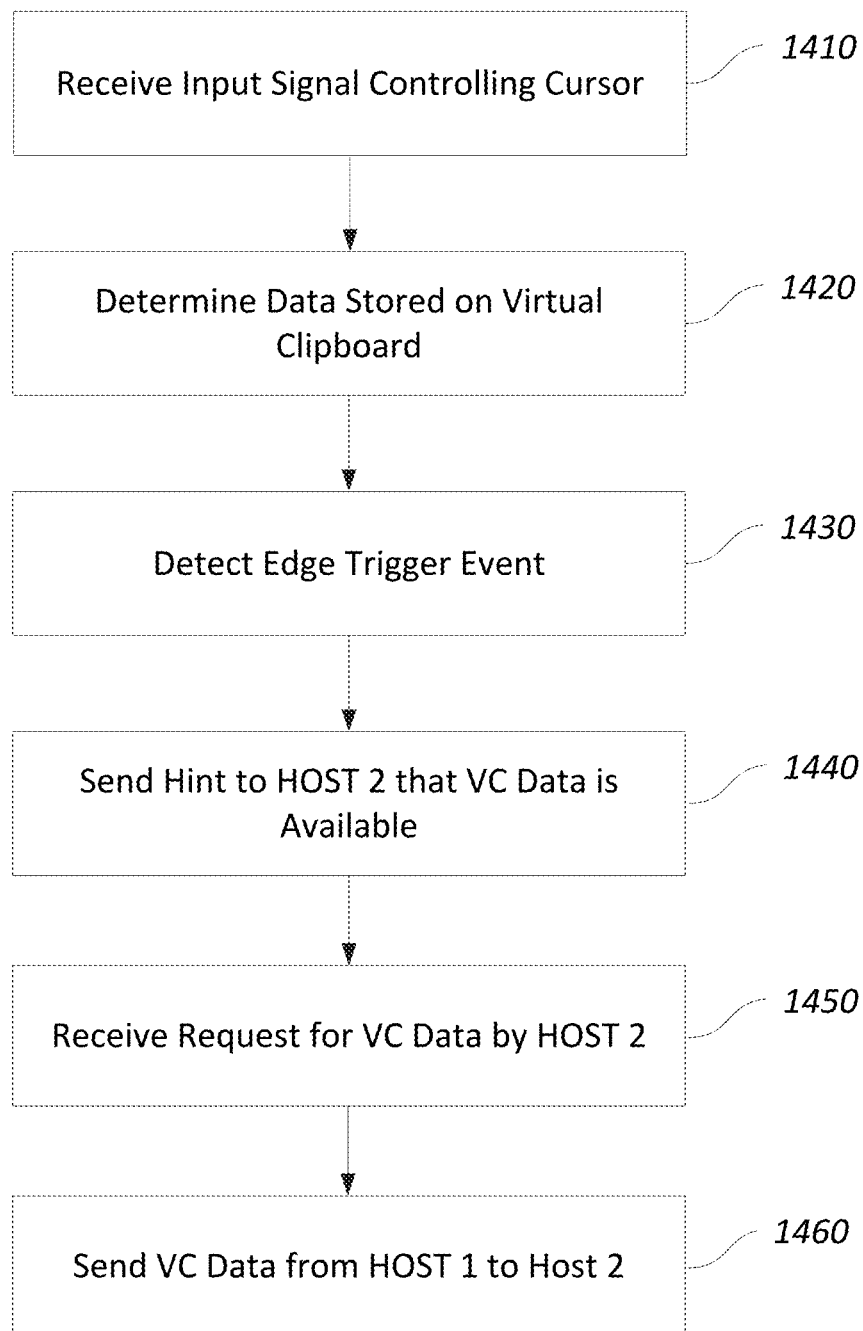 Receive Input Signal Controlling Cursor
1410
Determine Data Stored on Virtual
Clipboard
1420
Detect Edge Trigger Event
1430
Send Hint to HOST 2 that VC Data is
Available
1440
Receive Request for VC Data by HOST 2
1450
Send VC Data from HOST 1 to Host 2
1460